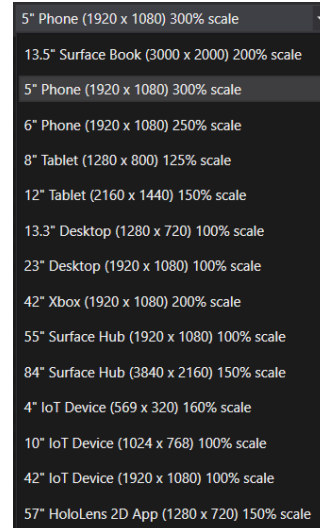 5" Phone (1920 x 1080) 300% scale
13.5" Surface Book (3000 x 2000) 200% scale
5" Phone (1920 x 1080) 300% scale
6" Phone (1920 x 1080) 250% scale
8" Tablet (1280 x 800) 125% scale
12" Tablet (2160 x 1440) 150% scale
13.3" Desktop (1280 x 720) 100% scale
23" Desktop (1920 x 1080) 100% scale
42" Xbox (1920 x 1080) 200% scale
55" Surface Hub (1920 x 1080) 100% scale
84" Surface Hub (3840 x 2160) 150% scale
4" IoT Device (569 x 320) 160% scale
10" IoT Device (1024 x 768) 100% scale
42" IoT Device (1920 x 1080) 100% scale
57" HoloLens 2D App (1280 x 720) 150% scale